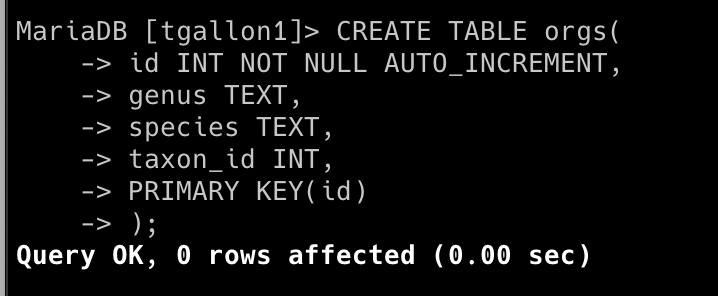 MariaDB [tgallon1]> CREATE TABLE orgs(
-> id INT NOT NULL AUTO_INCREMENT,
-> genus TEXT,
-> species TEXT,
-> taxon_id INT,
-> PRIMARY KEY(id)
-> );
Query OK, 0 rows affected (0.00 sec)